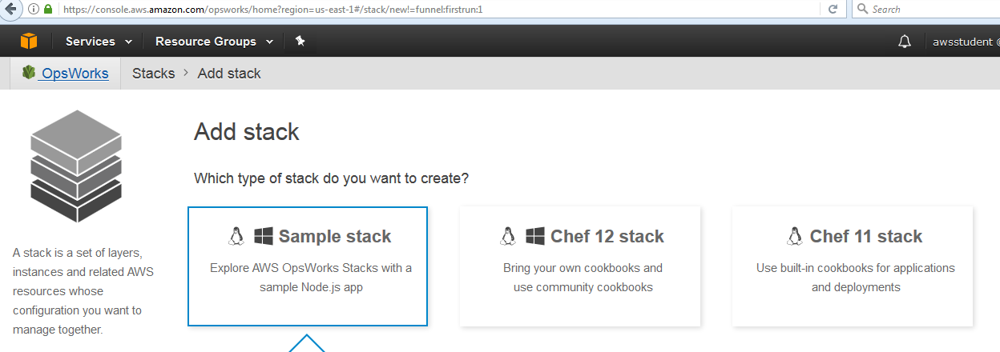 https://console.aws.amazon.com/opsworks/home?region=us-east-1#/stack/new!=funnel:firstrun:1
Search
Services
Resource Groups
awsstudent @
OpsWorks
Stacks > Add stack
Add stack
Which type of stack do you want to create?
Sample stack
Explore AWS OpsWorks Stacks with a
sample Node.js app
Chef 12 stack
Bring your own cookbooks and
use community cookbooks
Chef 11 stack
Use built-in cookbooks for applications
and deployments
A stack is a set of layers,
instances and related AWS
resources whose
configuration you want to
manage together.